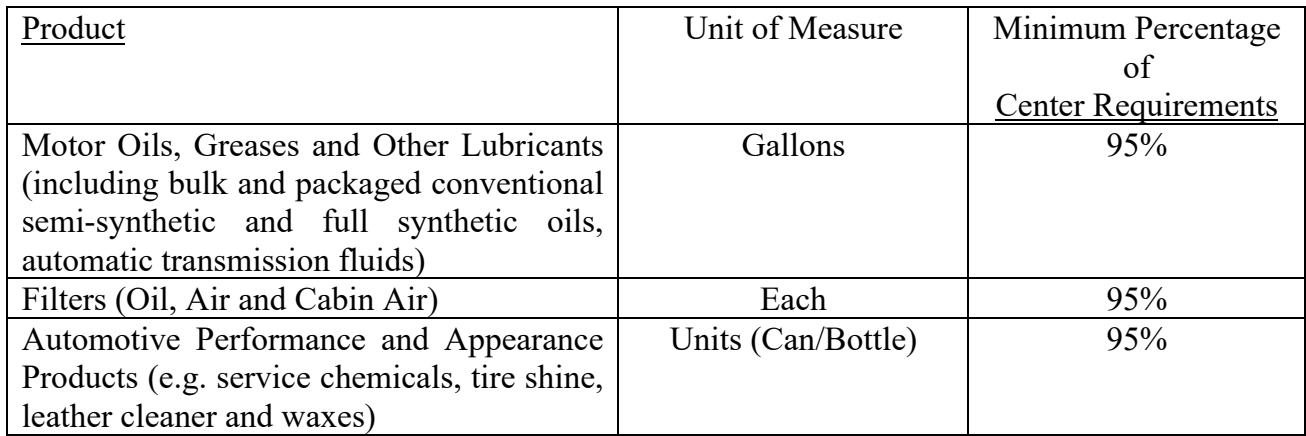 Product
Unit of Measure
Minimum Percentage
of
Center Requirements
Motor Oils, Greases and Other Lubricants
(including bulk and packaged conventional
semi-synthetic and full synthetic oils,
automatic transmission fluids)
Gallons
95%
Filters (Oil, Air and Cabin Air)
Each
95%
Automotive Performance and Appearance
Products (e.g. service chemicals, tire shine,
leather cleaner and waxes)
Units (Can/Bottle)
95%